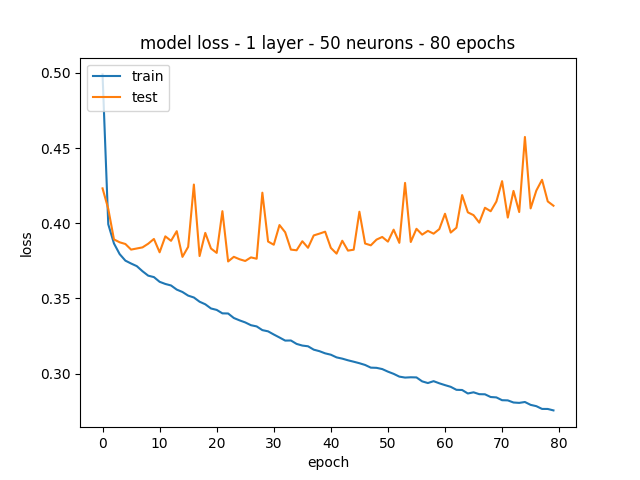 model loss - 1 layer - 50 neurons - 80 epochs
train
test
0.50
0.45
0.40
0.35
0.30
loss
0 10 20 30 40 50 60 70 80
epoch